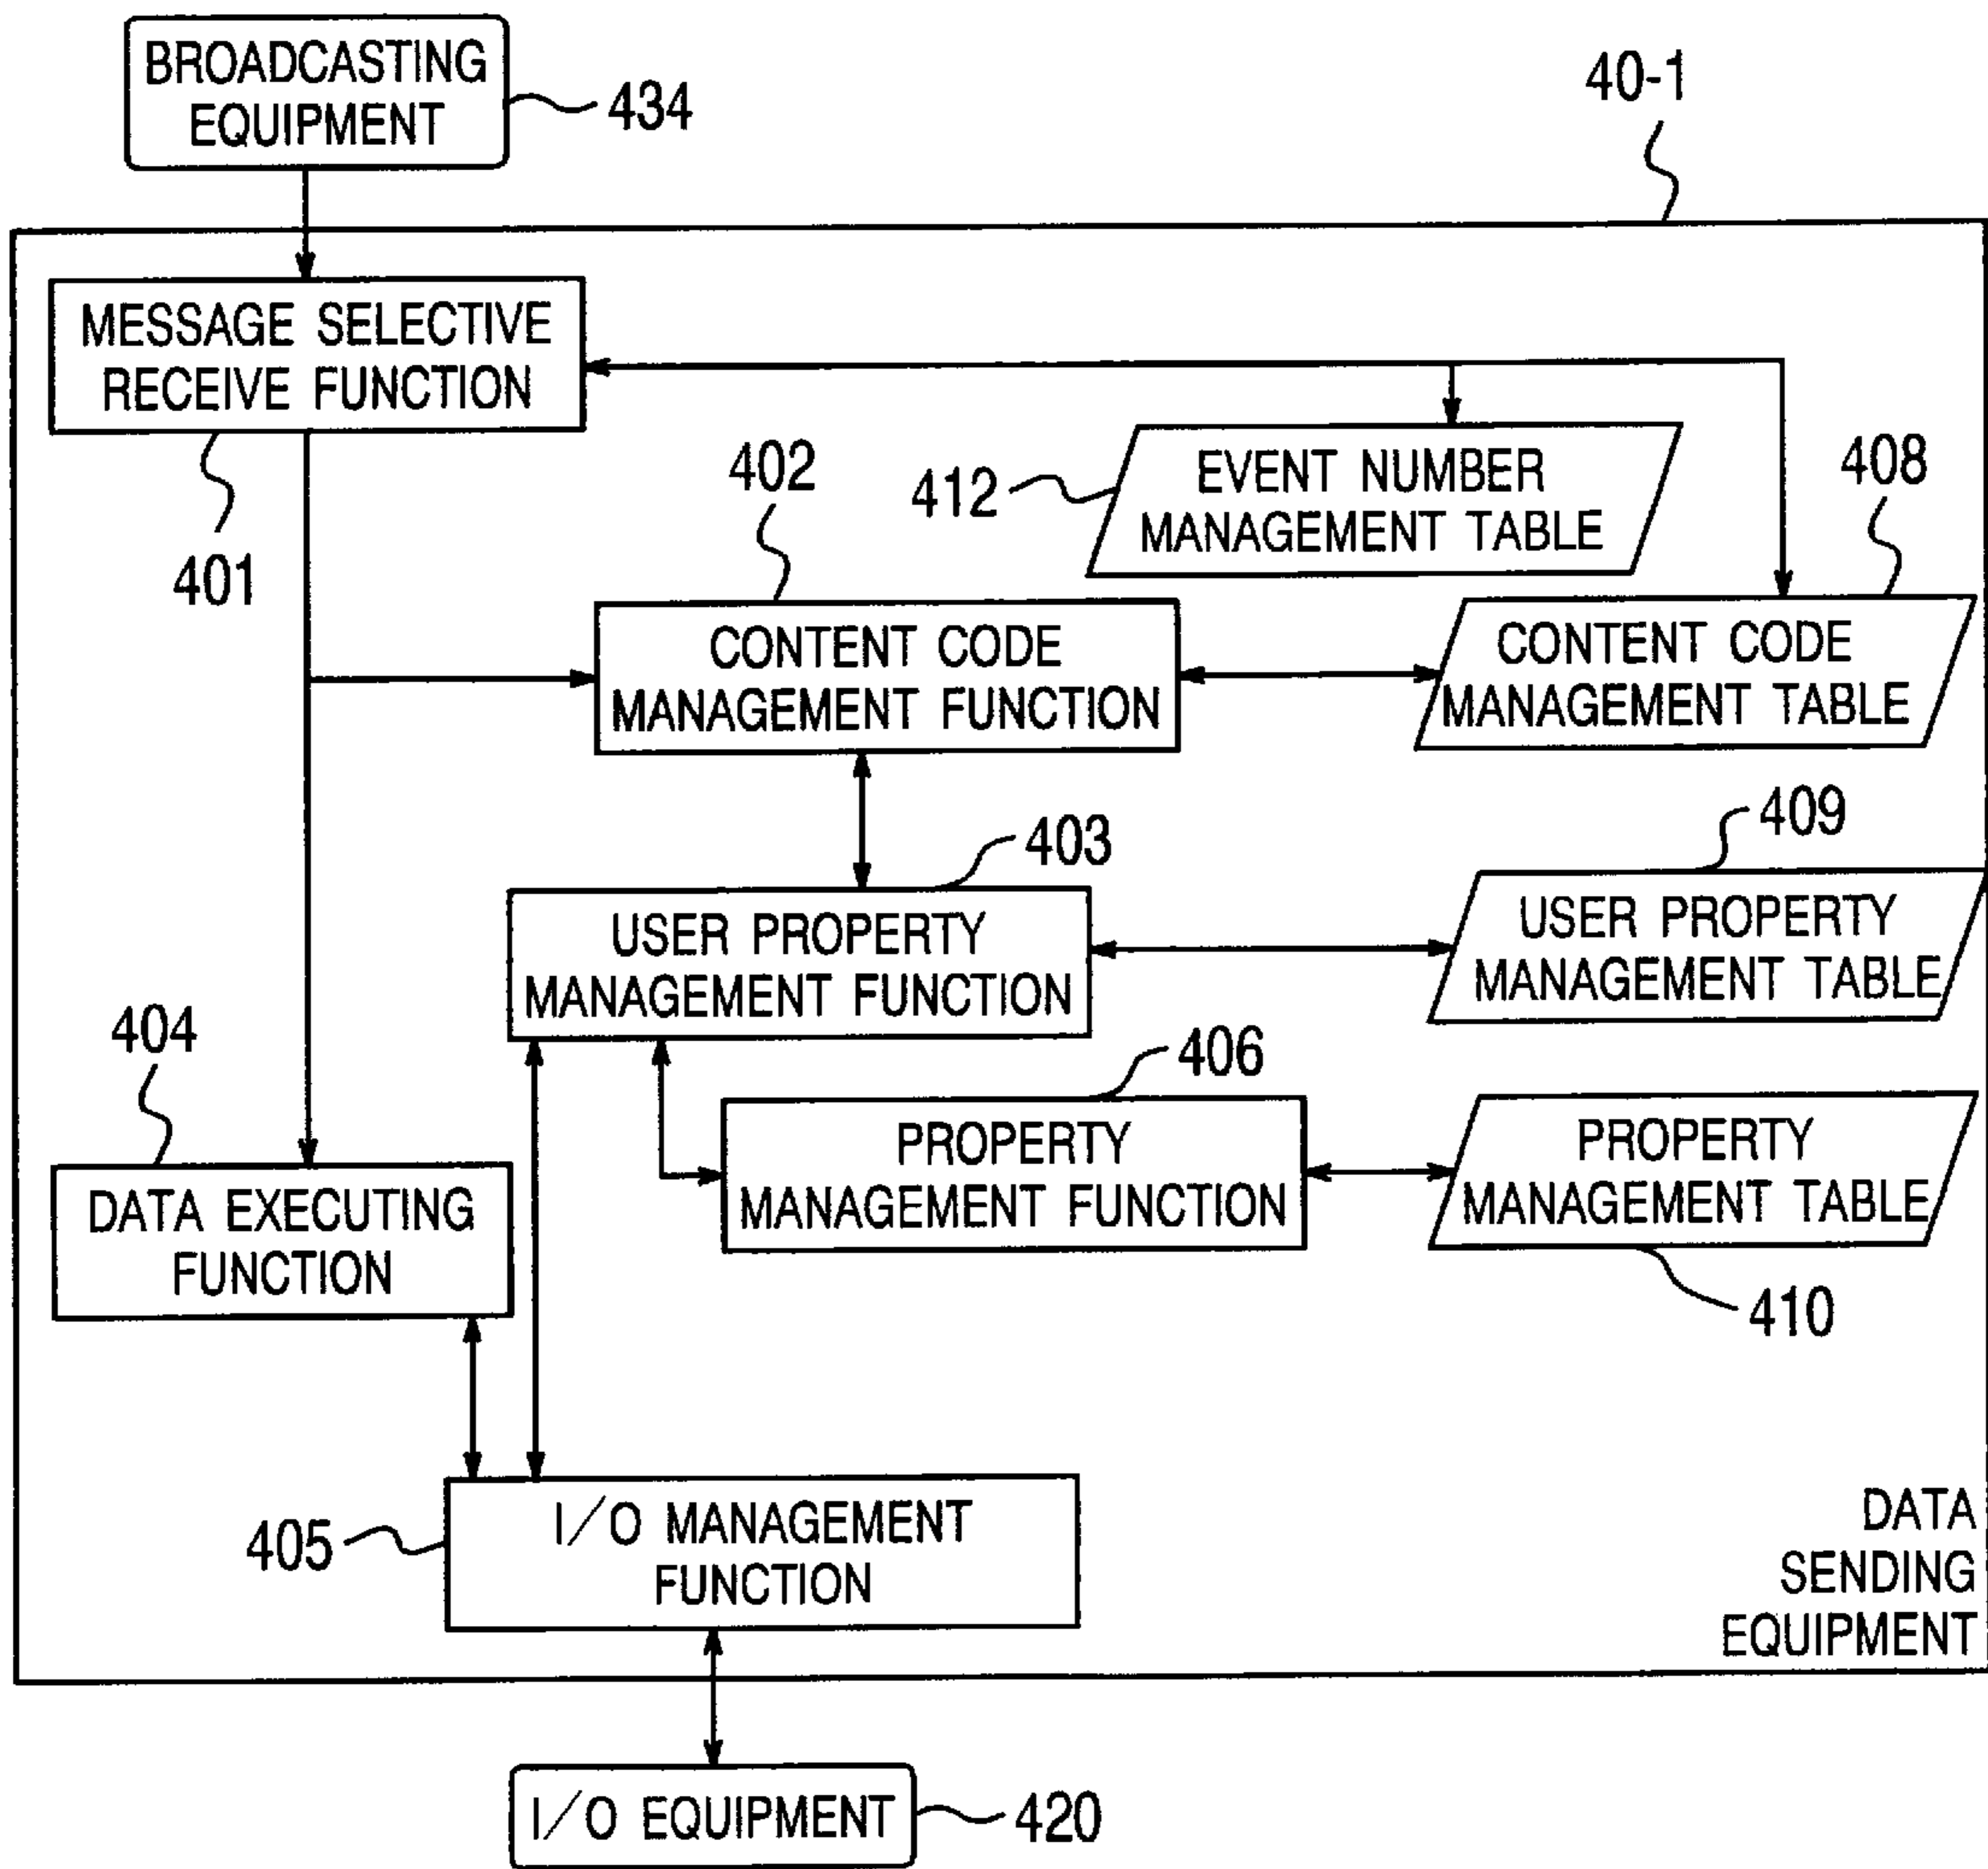 BROADCASTING
EQUIPMENT
434
40-1
MESSAGE SELECTIVE
RECEIVE FUNCTION
401
402
412
EVENT NUMBER
MANAGEMENT TABLE
408
CONTENT CODE
MANAGEMENT FUNCTION
CONTENT CODE
MANAGEMENT TABLE
403
409
USER PROPERTY
MANAGEMENT FUNCTION
USER PROPERTY
MANAGEMENT TABLE
404
406
DATA EXECUTING
FUNCTION
PROPERTY
MANAGEMENT FUNCTION
PROPERTY
MANAGEMENT TABLE
410
405
I/O MANAGEMENT
FUNCTION
DATA
SENDING
EQUIPMENT
I/O EQUIPMENT
420